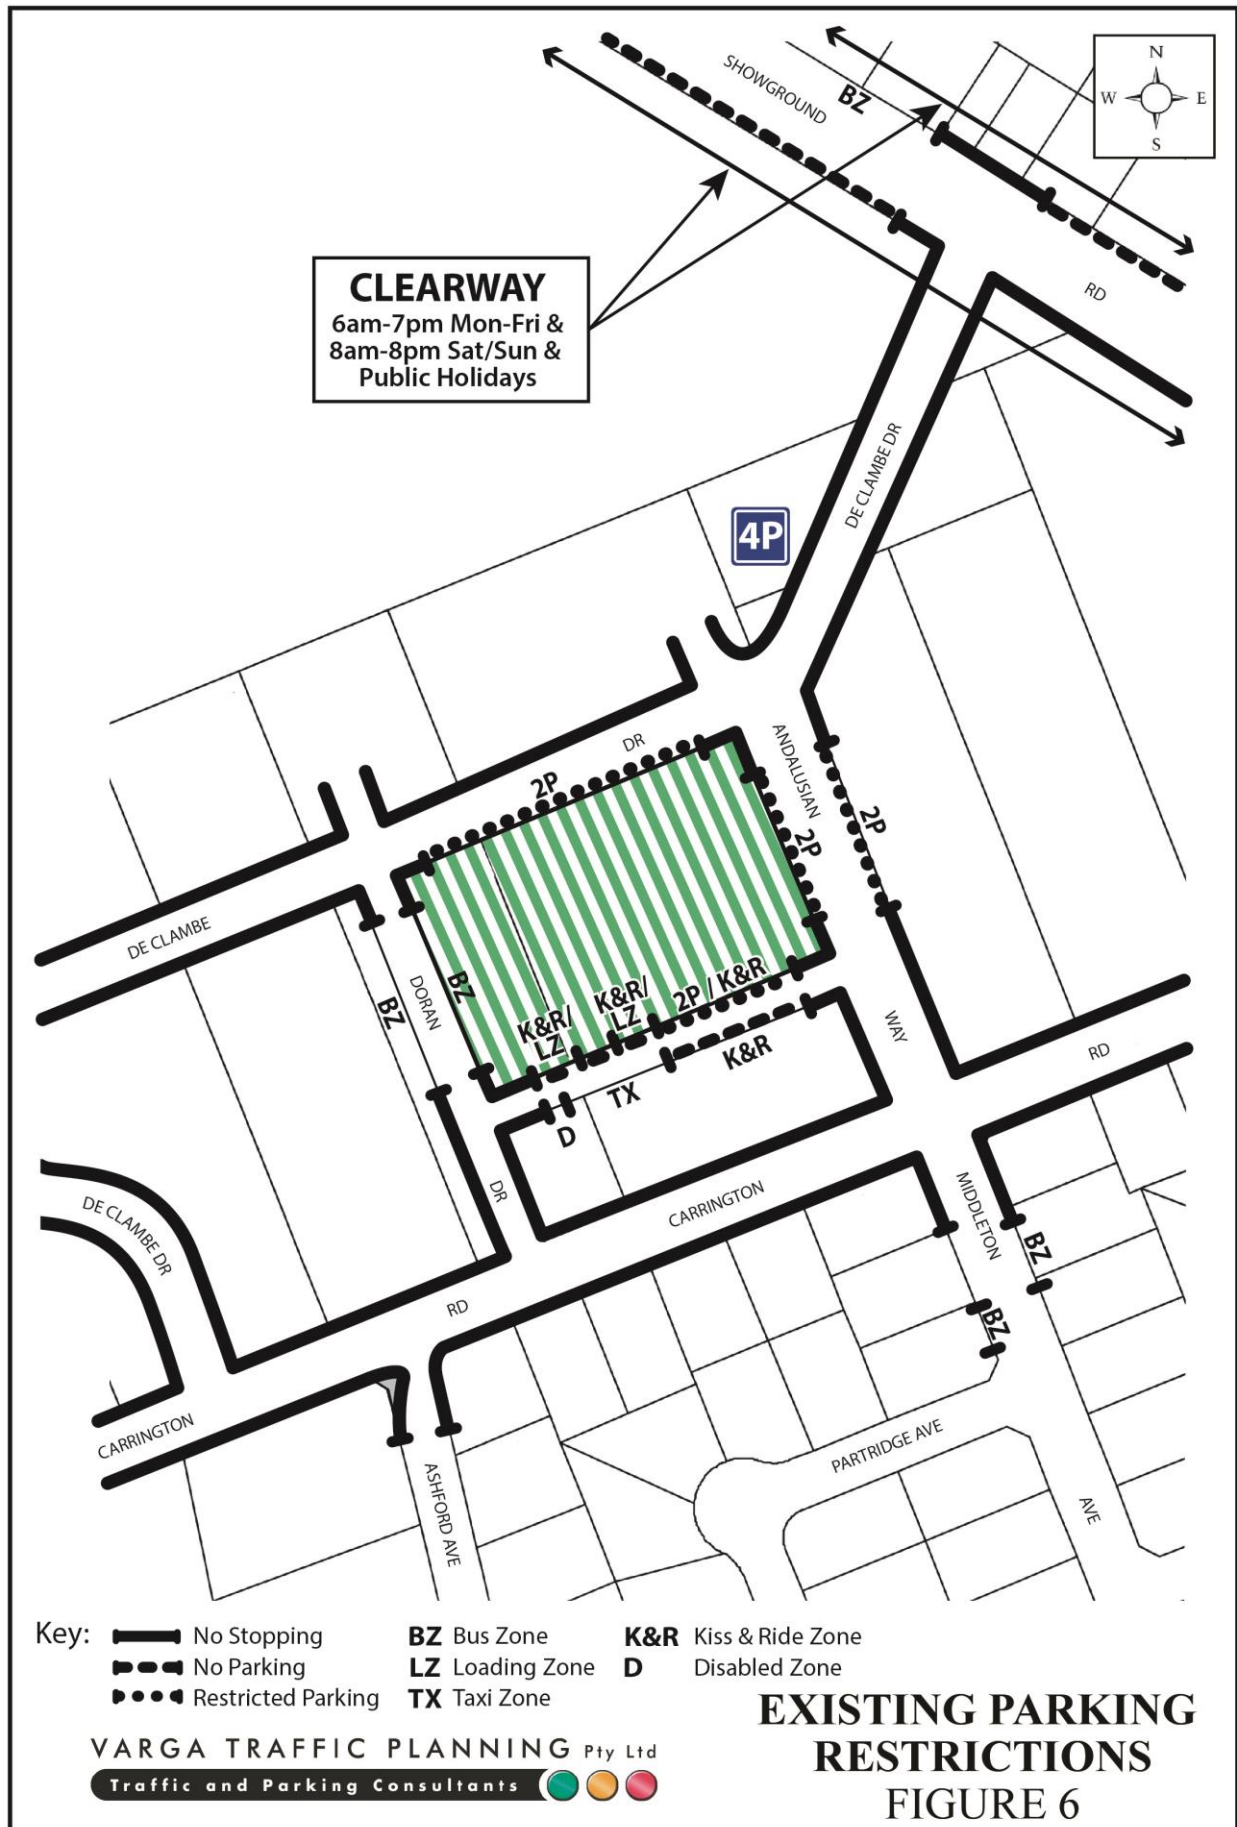 N
W E
S
SHOWGROUND
BZ
RD
CLEARWAY
6am-7pm Mon-Fri &
8am-8pm Sat/Sun &
Public Holidays
DE CLAMBE DR
4P
DR
2P
ANDALUSIAN
2P
2P
DE CLAMBE
BZ
DORAN
BZ
K&R/
LZ
K&R/
LZ
2P / K&R
K&R
TX
D
WAY
RD
DR
CARRINGTON
MIDDLETON
BZ
BZ
DE CLAMBE DR
RD
CARRINGTON
ASHFORD AVE
PARTRIDGE AVE
AVE
Key:
No Stopping
BZ Bus Zone
K&R Kiss & Ride Zone
No Parking
LZ Loading Zone
D Disabled Zone
Restricted Parking
TX Taxi Zone
VARGA TRAFFIC PLANNING Pty Ltd
Traffic and Parking Consultants
EXISTING PARKING
RESTRICTIONS
FIGURE 6